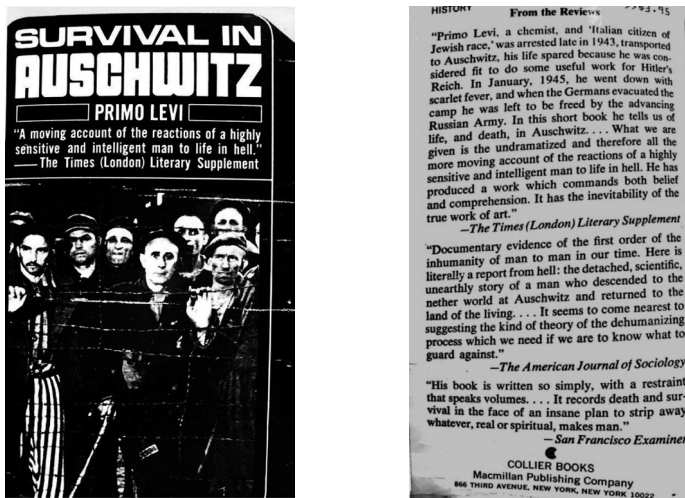 SURVIVAL IN
AUSCHWITZ
PRIMO LEVI
"A moving account of the reactions of a highly
sensitive and intelligent man to life in hell."
—The Times (London) Literary Supplement
HISTORY
$3.95
From the Reviews
"Primo Levi, a chemist, and 'Italian citizen of
Jewish race,' was arrested late in 1943, transported
to Auschwitz, his life spared because he was con-
sidered fit to do some useful work for Hitler's
Reich. In January, 1945, he went down with
scarlet fever, and when the Germans evacuated the
camp he was left to be freed by the advancing
Russian Army. In this short book he tells us of
life, and death, in Auschwitz. . . . What we are
given is the undramatized and therefore all the
more moving account of the reactions of a highly
sensitive and intelligent man to life in hell. He has
produced a work which commands both belief
and comprehension. It has the inevitability of the
true work of art."
—The Times (London) Literary Supplement
"Documentary evidence of the first order of the
inhumanity of man to man in our time. Here is
literally a report from hell: the detached, scientific,
unearthly story of a man who descended to the
nether world at Auschwitz and returned to the
land of the living. . . . It seems to come nearest to
suggesting the kind of theory of the dehumanizing
process which we need if we are to know what to
guard against."
—The American Journal of Sociology
"His book is written so simply, with a restraint
that speaks volumes. . . . It records death and sur-
vival in the face of an insane plan to strip away
whatever, real or spiritual, makes man."
—San Francisco Examiner
COLLIER BOOKS
Macmillan Publishing Company
866 THIRD AVENUE, NEW YORK, NEW YORK 10022